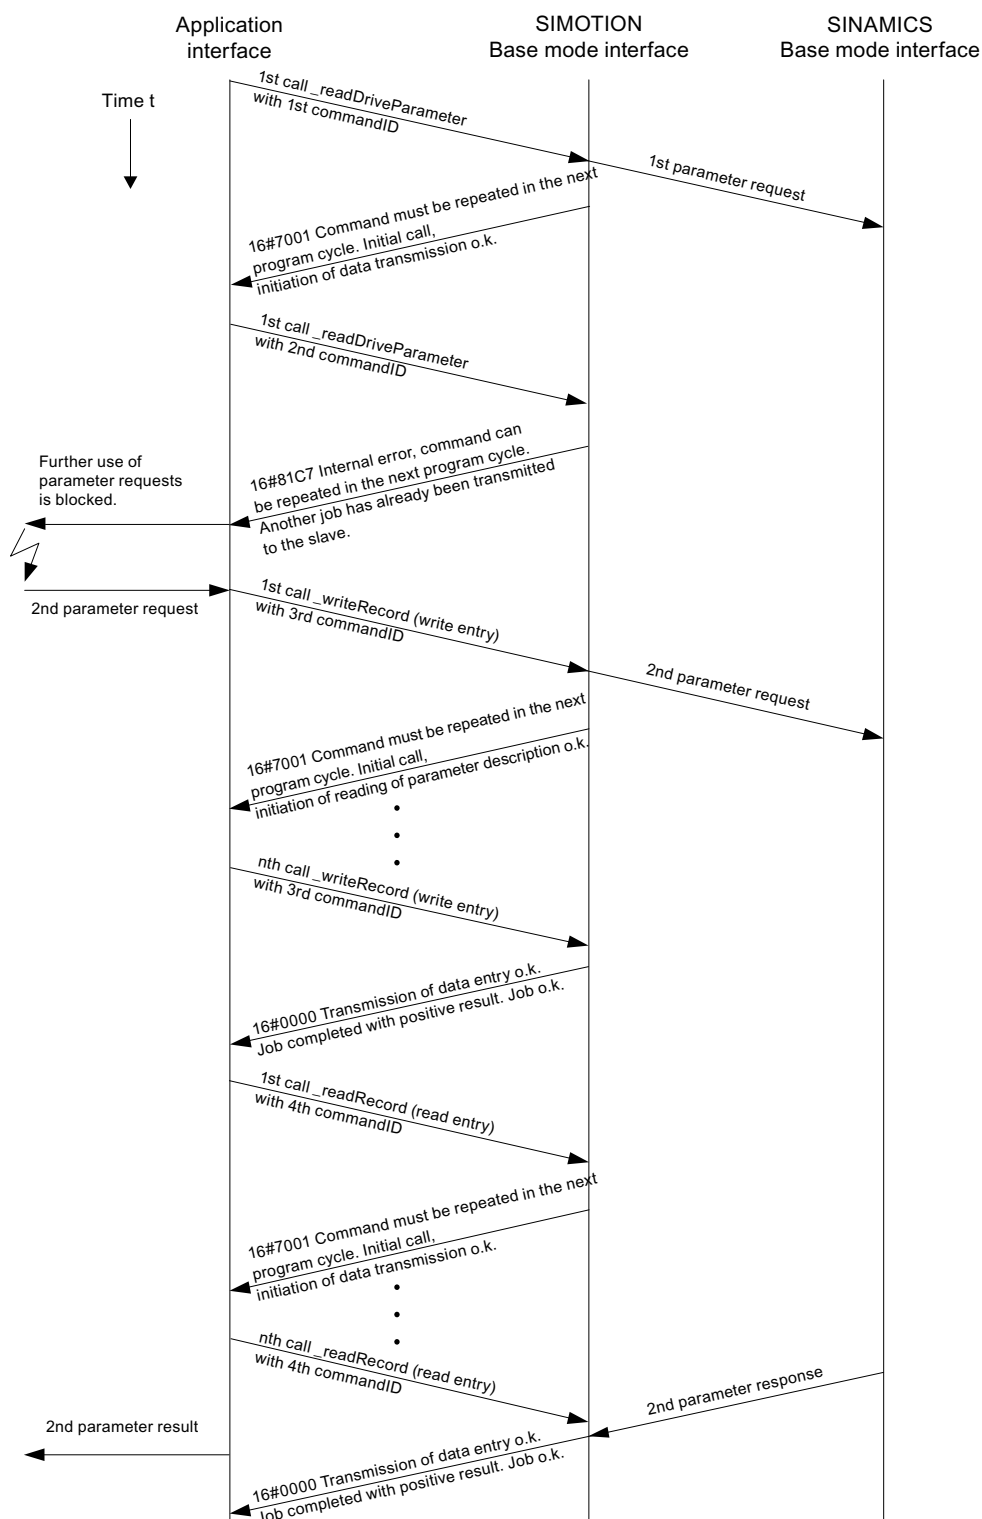 Application
interface
SIMOTION
Base mode interface
SINAMICS
Base mode interface
Time t
1st call _readDriveParameter
with 1st commandID
1st parameter request
16#7001 Command must be repeated in the next
program cycle. Initial call,
initiation of data transmission o.k.
1st call _readDriveParameter
with 2nd commandID
16#81C7 Internal error, command can
be repeated in the next program cycle.
Another job has already been transmitted
to the slave.
Further use of
parameter requests
is blocked.
2nd parameter request
1st call _writeRecord (write entry)
with 3rd commandID
2nd parameter request
16#7001 Command must be repeated in the next
program cycle. Initial call,
initiation of reading of parameter description o.k.
nth call _writeRecord (write entry)
with 3rd commandID
16#0000 Transmission of data entry o.k.
Job completed with positive result. Job o.k.
1st call _readRecord (read entry)
with 4th commandID
16#7001 Command must be repeated in the next
program cycle. Initial call,
initiation of data transmission o.k.
nth call _readRecord (read entry)
with 4th commandID
2nd parameter response
2nd parameter result
16#0000 Transmission of data entry o.k.
Job completed with positive result. Job o.k.